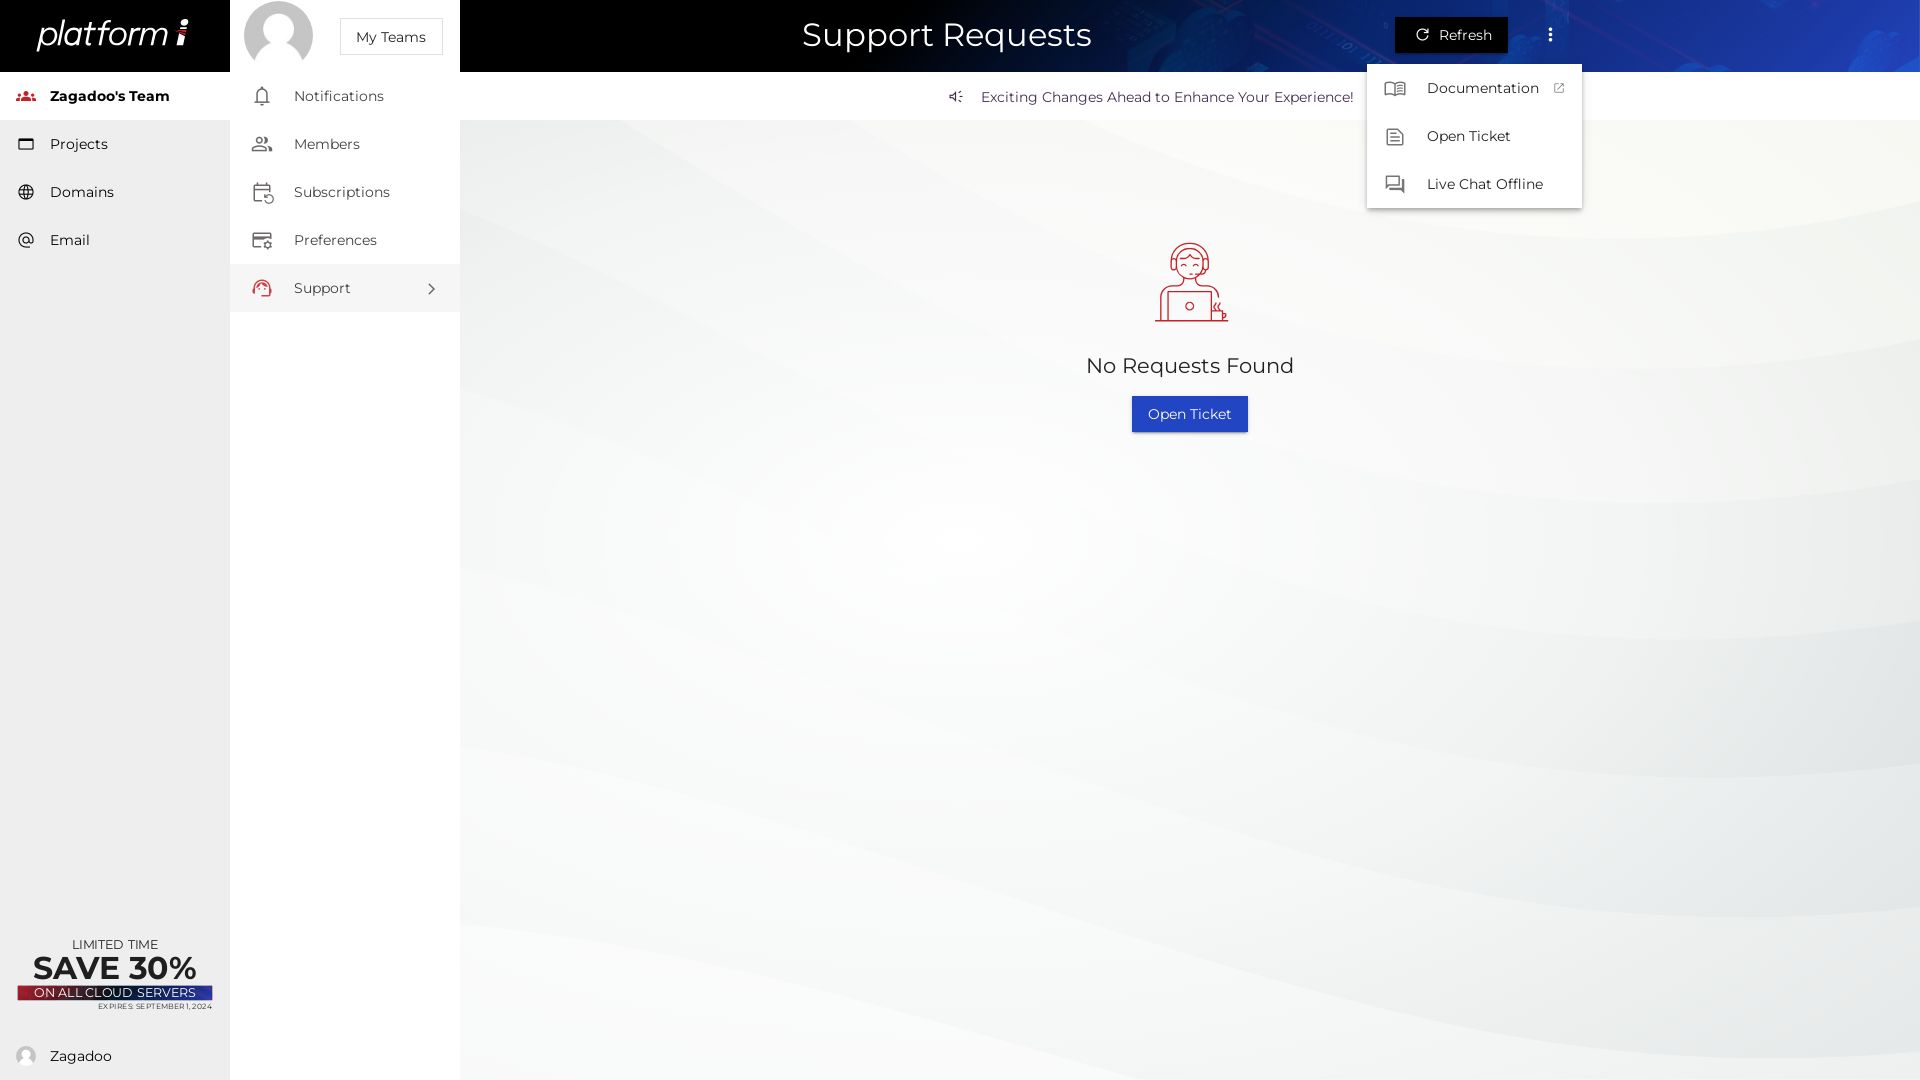 platform i
My Teams
Support Requests
Refresh
Zagadoo's Team
Projects
Domains
Email
Notifications
Members
Subscriptions
Preferences
Support
Exciting Changes Ahead to Enhance Your Experience!
Documentation
Open Ticket
Live Chat Offline
No Requests Found
Open Ticket
LIMITED TIME
SAVE 30%
ON ALL CLOUD SERVERS
EXPIRES: SEPTEMBER 1, 2024
Zagadoo